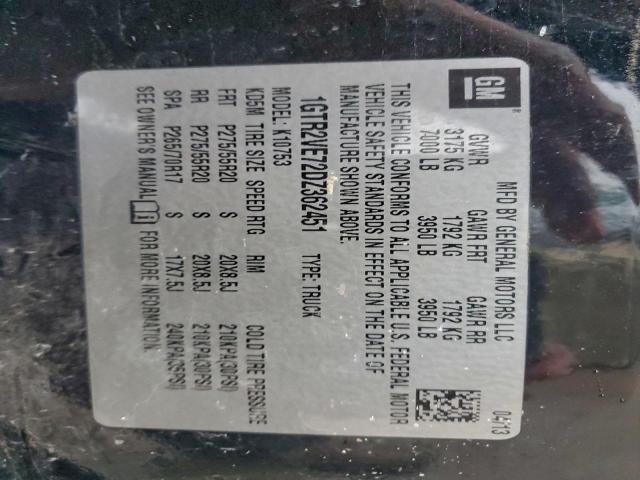 GM
®
MFD BY GENERAL MOTORS LLC 04/13
GVWR GAWR FRT GAWR RR
3175 KG 1792 KG 1792 KG
7000 LB 3950 LB 3950 LB
THIS VEHICLE CONFORMS TO ALL APPLICABLE U.S. FEDERAL MOTOR
VEHICLE SAFETY STANDARDS IN EFFECT ON THE DATE OF
MANUFACTURE SHOWN ABOVE.
1GTR2VE72DZ362451 TYPE: TRUCK
MODEL: K10753
KD5M TIRE SIZE SPEED RTG RIM COLD TIRE PRESSURE
FRT P275/55R20 S 20X8.5J 210KPA(30PSI)
RR P275/55R20 S 20X8.5J 210KPA(30PSI)
SPA P265/70R17 S 17X7.5J 240KPA(35PSI)
SEE OWNER'S MANUAL FOR MORE INFORMATION.